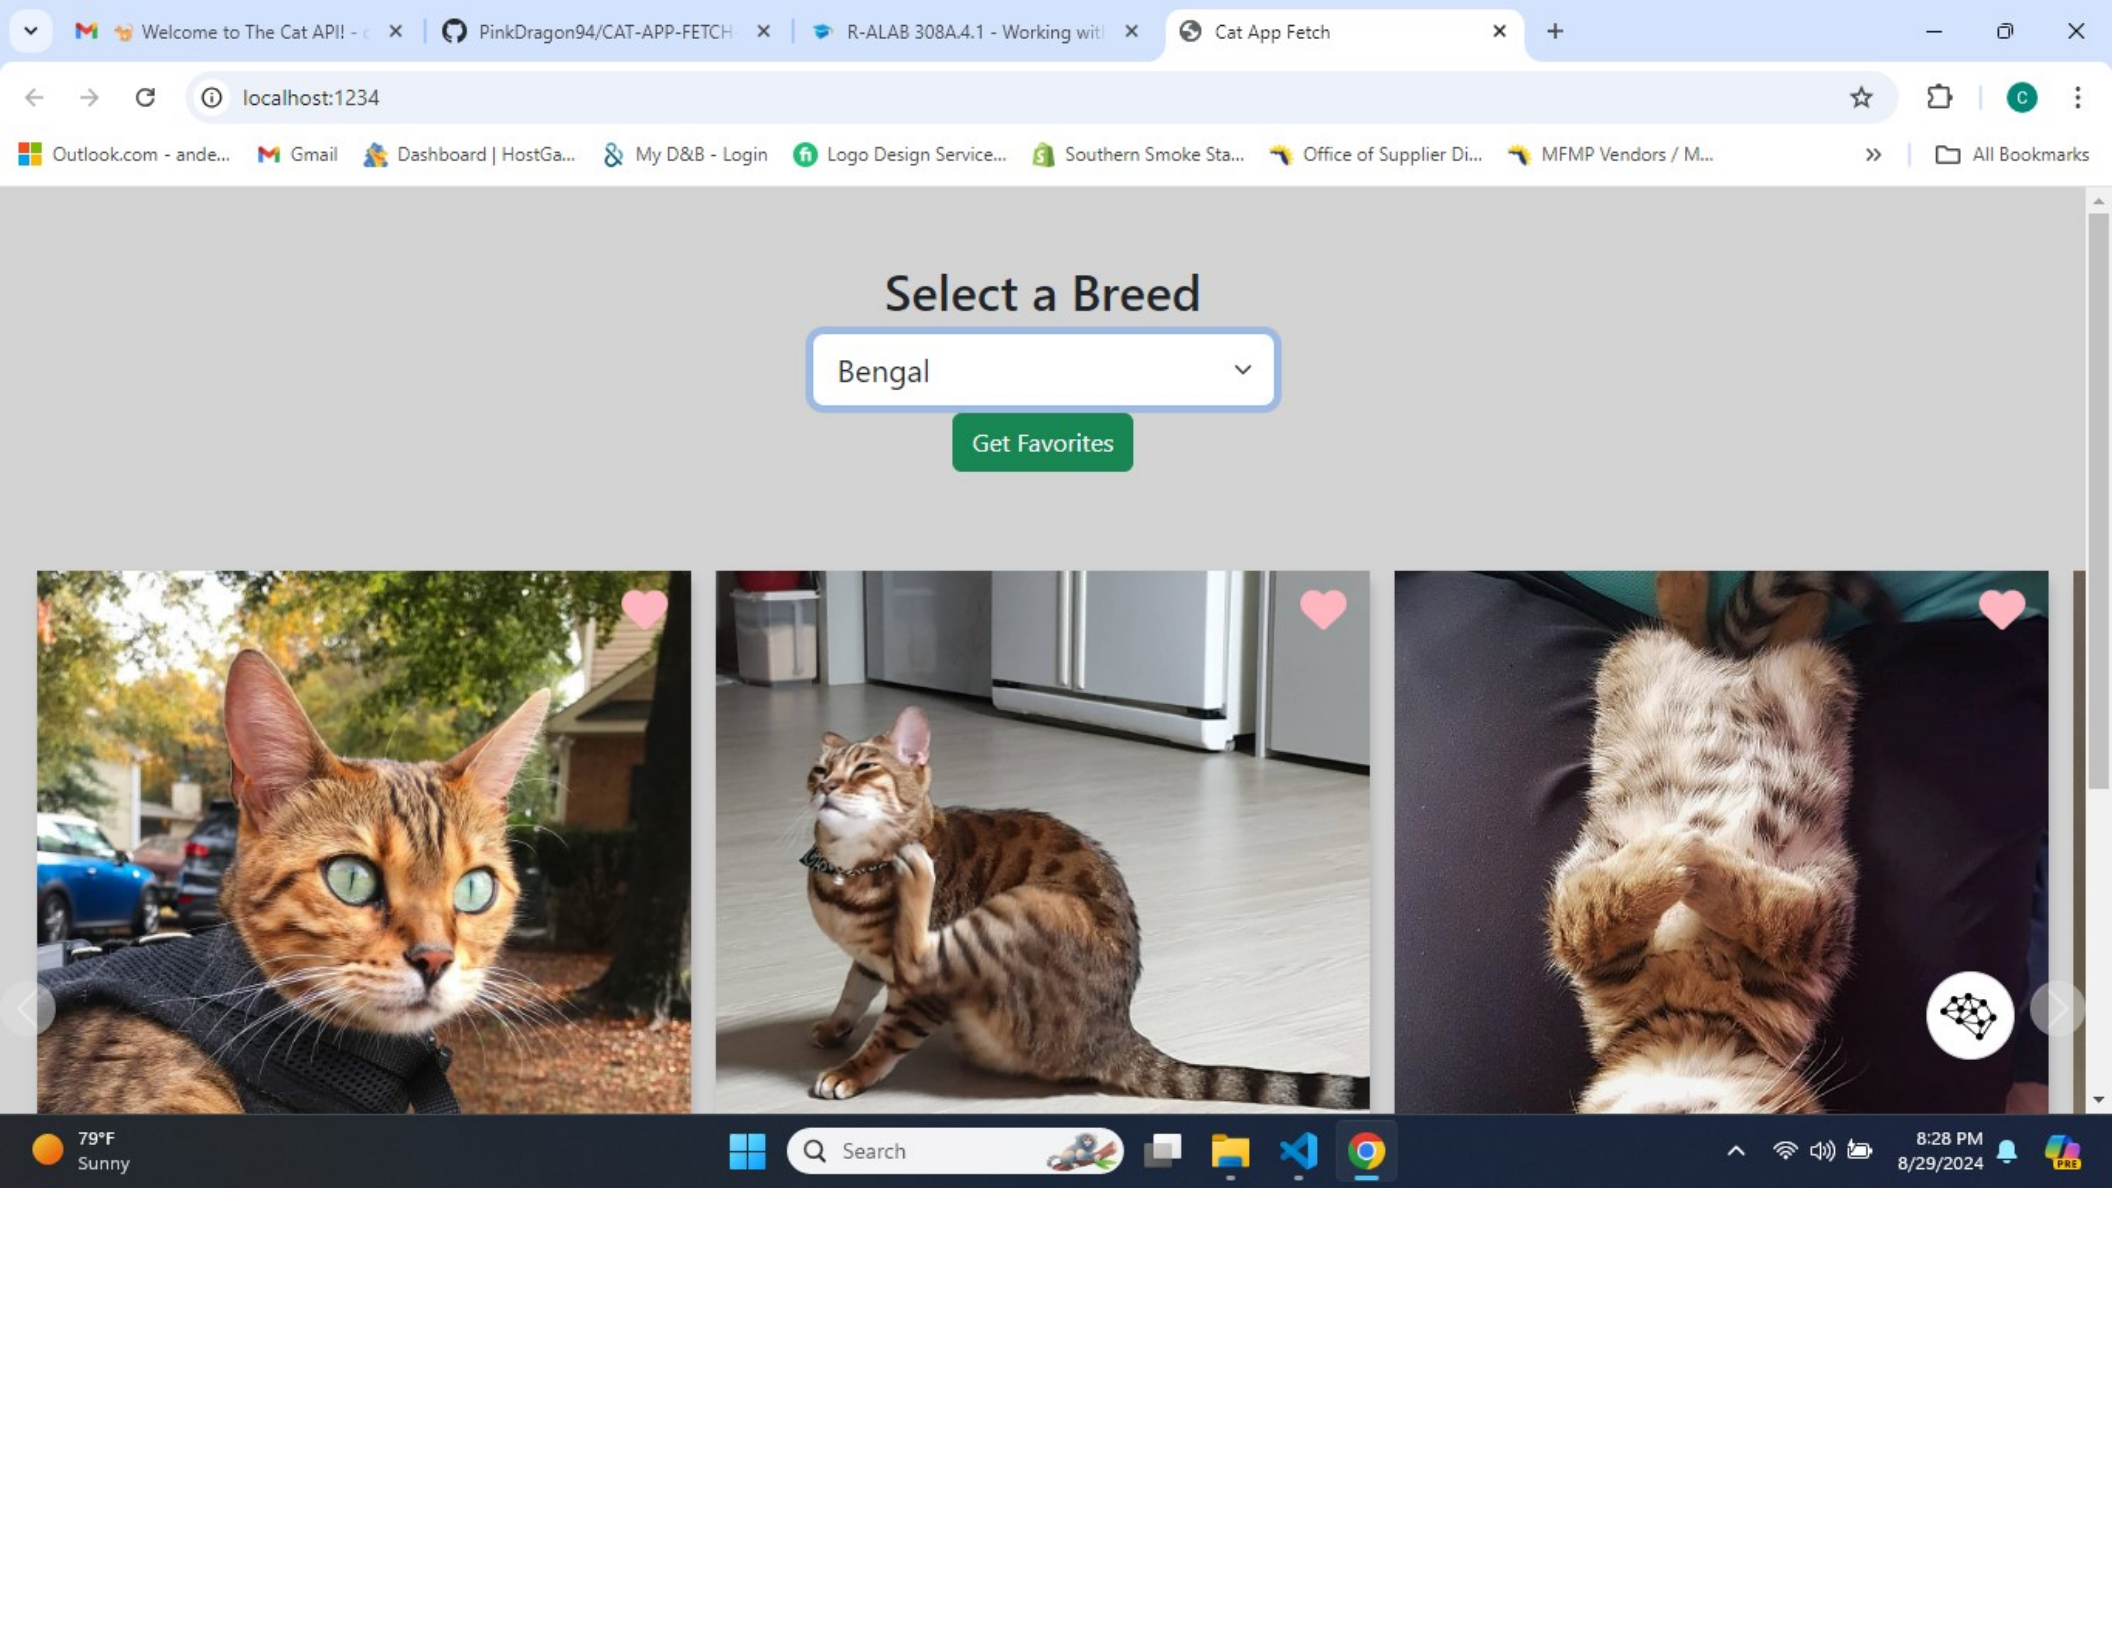 Welcome to The Cat API! - c
PinkDragon94/CAT-APP-FETCH-
R-ALAB 308A.4.1 - Working wit
Cat App Fetch
localhost:1234
C
Outlook.com - ande...
Gmail
Dashboard | HostGa...
My D&B - Login
Logo Design Service...
Southern Smoke Sta...
Office of Supplier Di...
MFMP Vendors / M...
All Bookmarks
Select a Breed
Bengal
Get Favorites
79°F
Sunny
Search
8:28 PM
8/29/2024
PRE